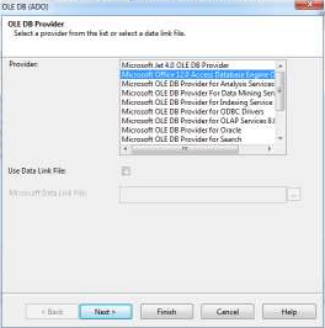 OLE DB (ADO)
OLE DB Provider
Select a provider from the list or select a data link file.
Provider:
Microsoft Jet 4.0 OLE DB Provider
Microsoft Office 12.0 Access Database Engine O
Microsoft OLE DB Provider for Analysis Services
Microsoft OLE DB Provider For Data Mining Serv
Microsoft OLE DB Provider for Indexing Service
Microsoft OLE DB Provider for ODBC Drivers
Microsoft OLE DB Provider for OLAP Services 8.0
Microsoft OLE DB Provider for Oracle
Microsoft OLE DB Provider for Search
Use Data Link File:
Microsoft Data Link File:
...
< Back
Next >
Finish
Cancel
Help